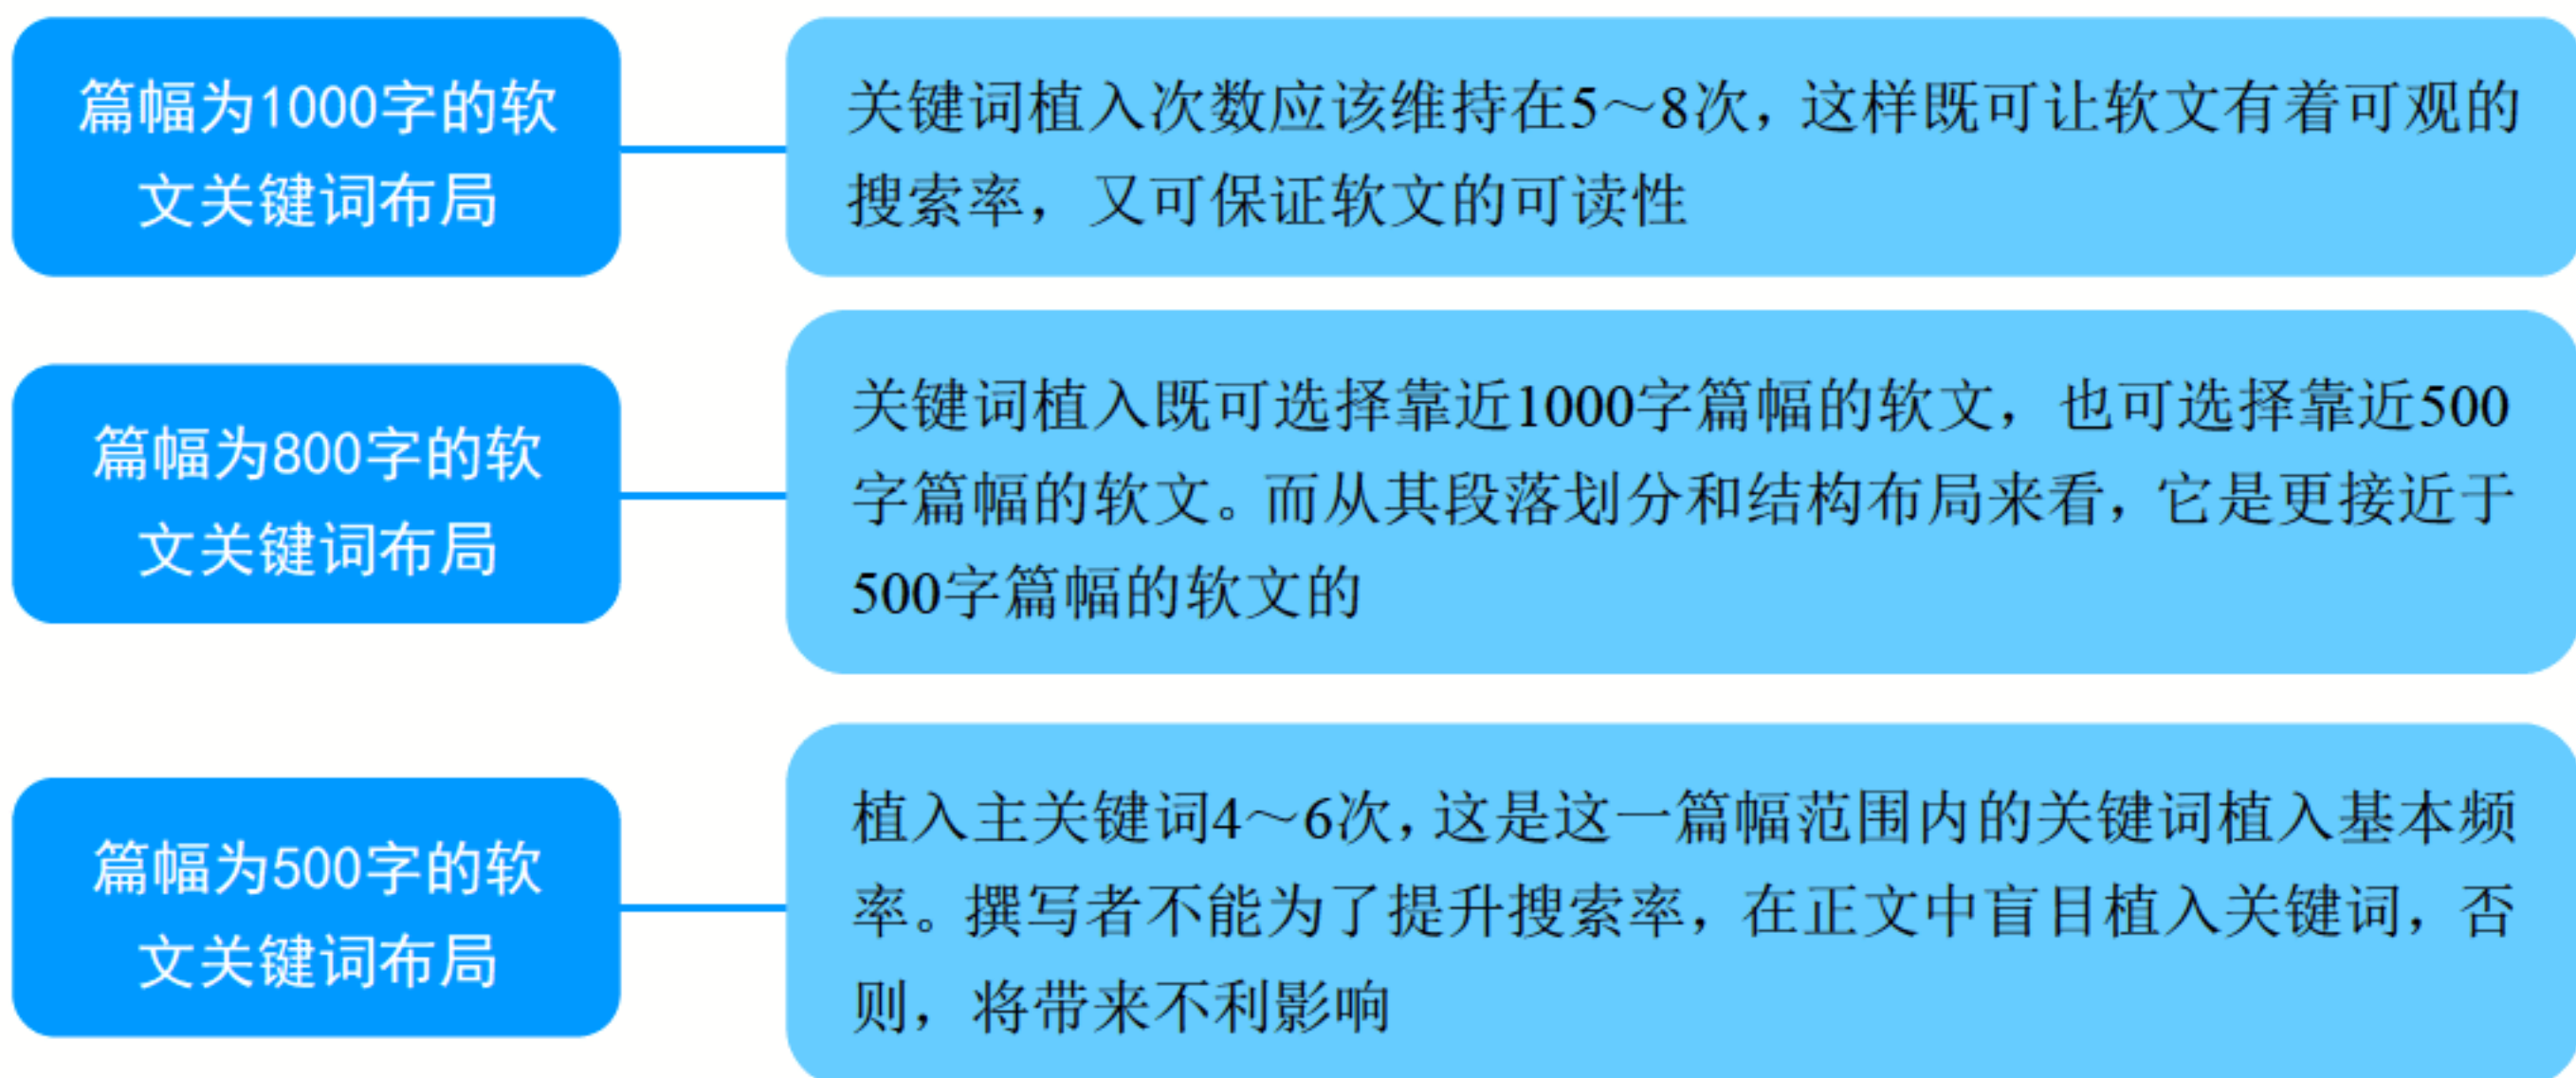 篇幅为1000字的软
文关键词布局
关键词植入次数应该维持在5～8次，这样既可让软文有着可观的
搜索率，又可保证软文的可读性
篇幅为800字的软
文关键词布局
关键词植入既可选择靠近1000字篇幅的软文，也可选择靠近500
字篇幅的软文。而从其段落划分和结构布局来看，它是更接近于
500字篇幅的软文的
篇幅为500字的软
文关键词布局
植入主关键词4～6次，这是这一篇幅范围内的关键词植入基本频
率。撰写者不能为了提升搜索率，在正文中盲目植入关键词，否
则，将带来不利影响